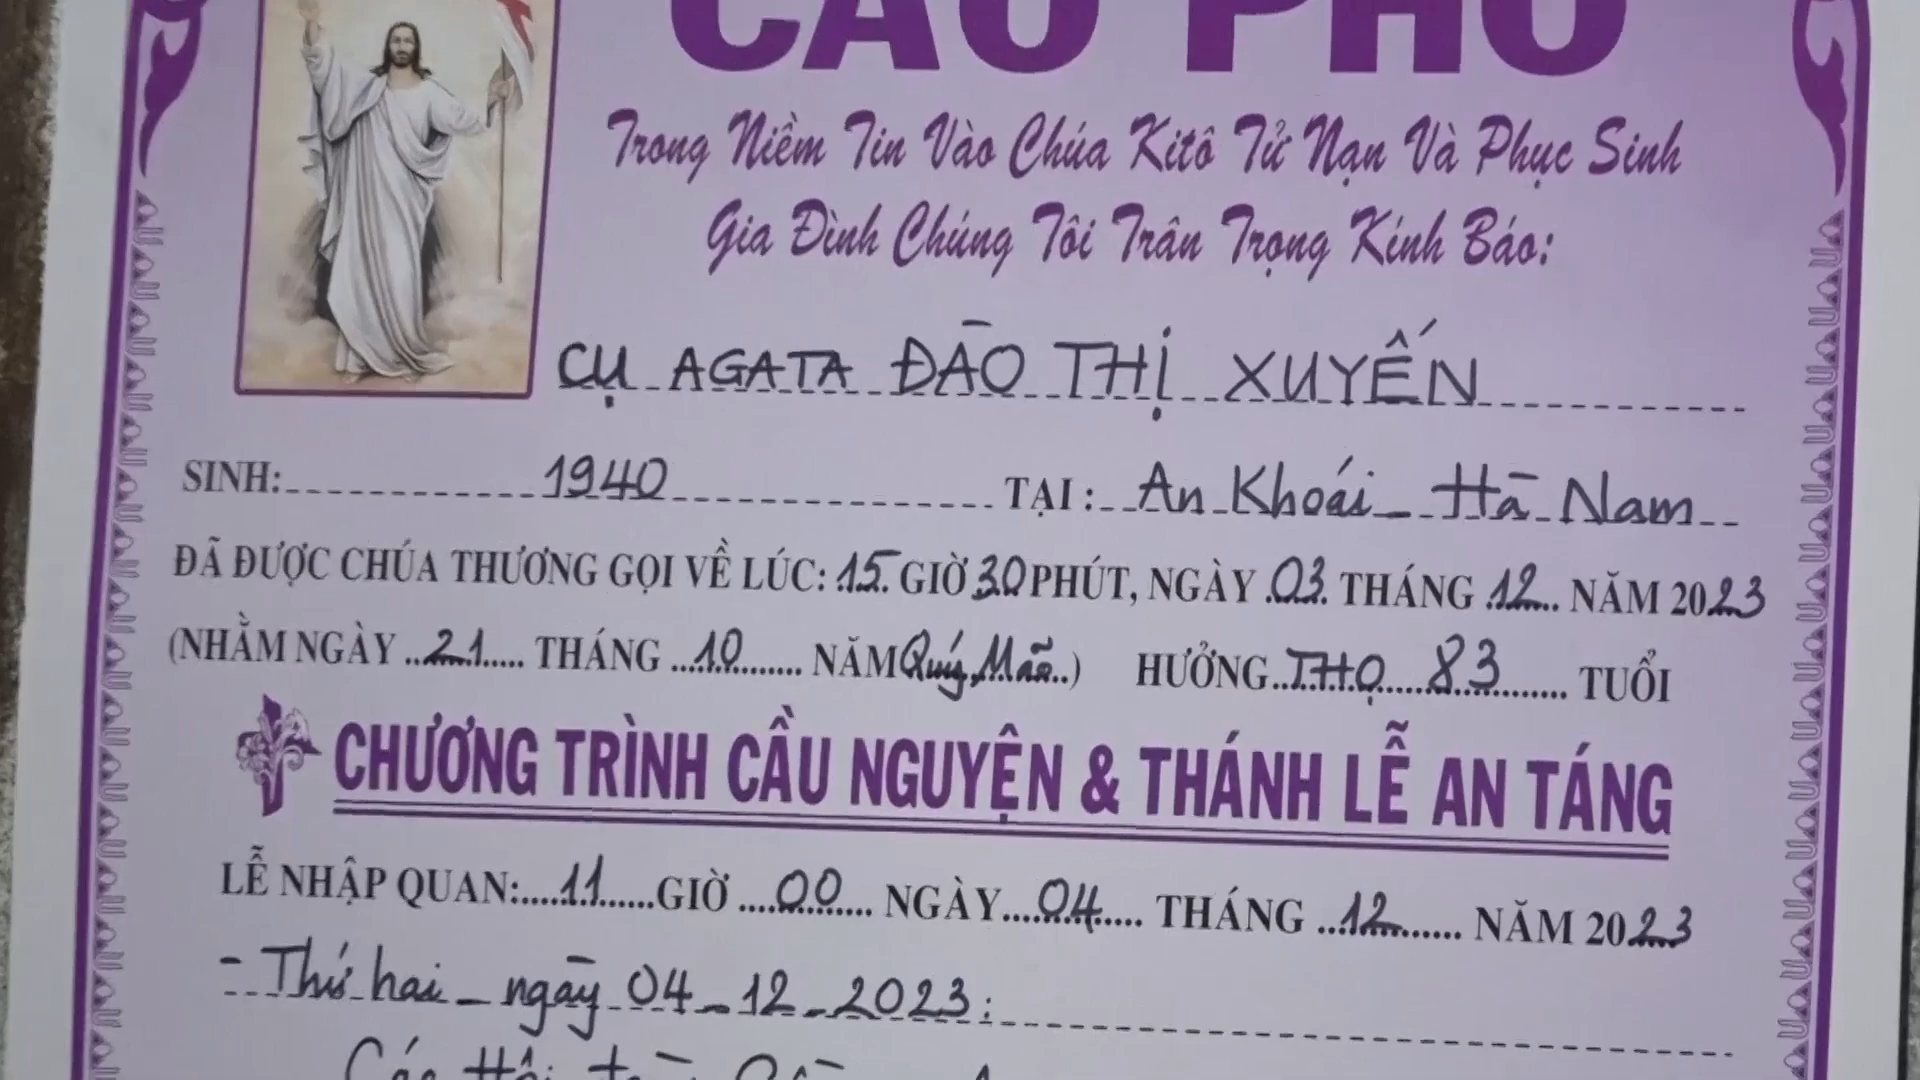 CÁO PHÓ
Trong Niềm Tin Vào Chúa Kitô Tử Nạn Và Phục Sinh
Gia Đình Chúng Tôi Trân Trọng Kính Báo:
CỤ AGATA ĐÀO THỊ XUYẾN
SINH: 1940 TẠI: An Khoái - Hà Nam
ĐÃ ĐƯỢC CHÚA THƯƠNG GỌI VỀ LÚC: 15 GIỜ 30 PHÚT, NGÀY 03 THÁNG 12 NĂM 2023
(NHẰM NGÀY 21 THÁNG 10 NĂM Quý Mão) HƯỞNG THỌ 83 TUỔI
CHƯƠNG TRÌNH CẦU NGUYỆN & THÁNH LỄ AN TÁNG
LỄ NHẬP QUAN: 11 GIỜ 00 NGÀY 04 THÁNG 12 NĂM 2023
- Thứ hai - ngày 04 - 12 - 2023: